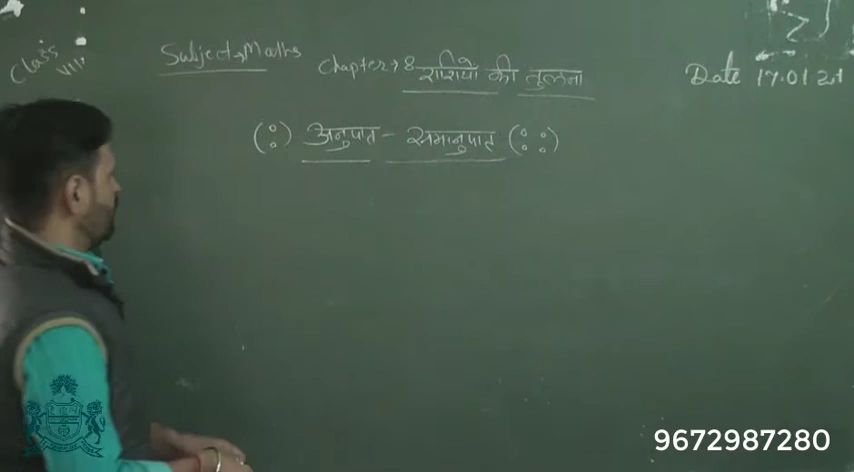 Class VIII
Subject → Maths
Chapter → 8 राशियों की तुलना
Date 17.01.21
(:) अनुपात - समानुपात (::)
9672987280